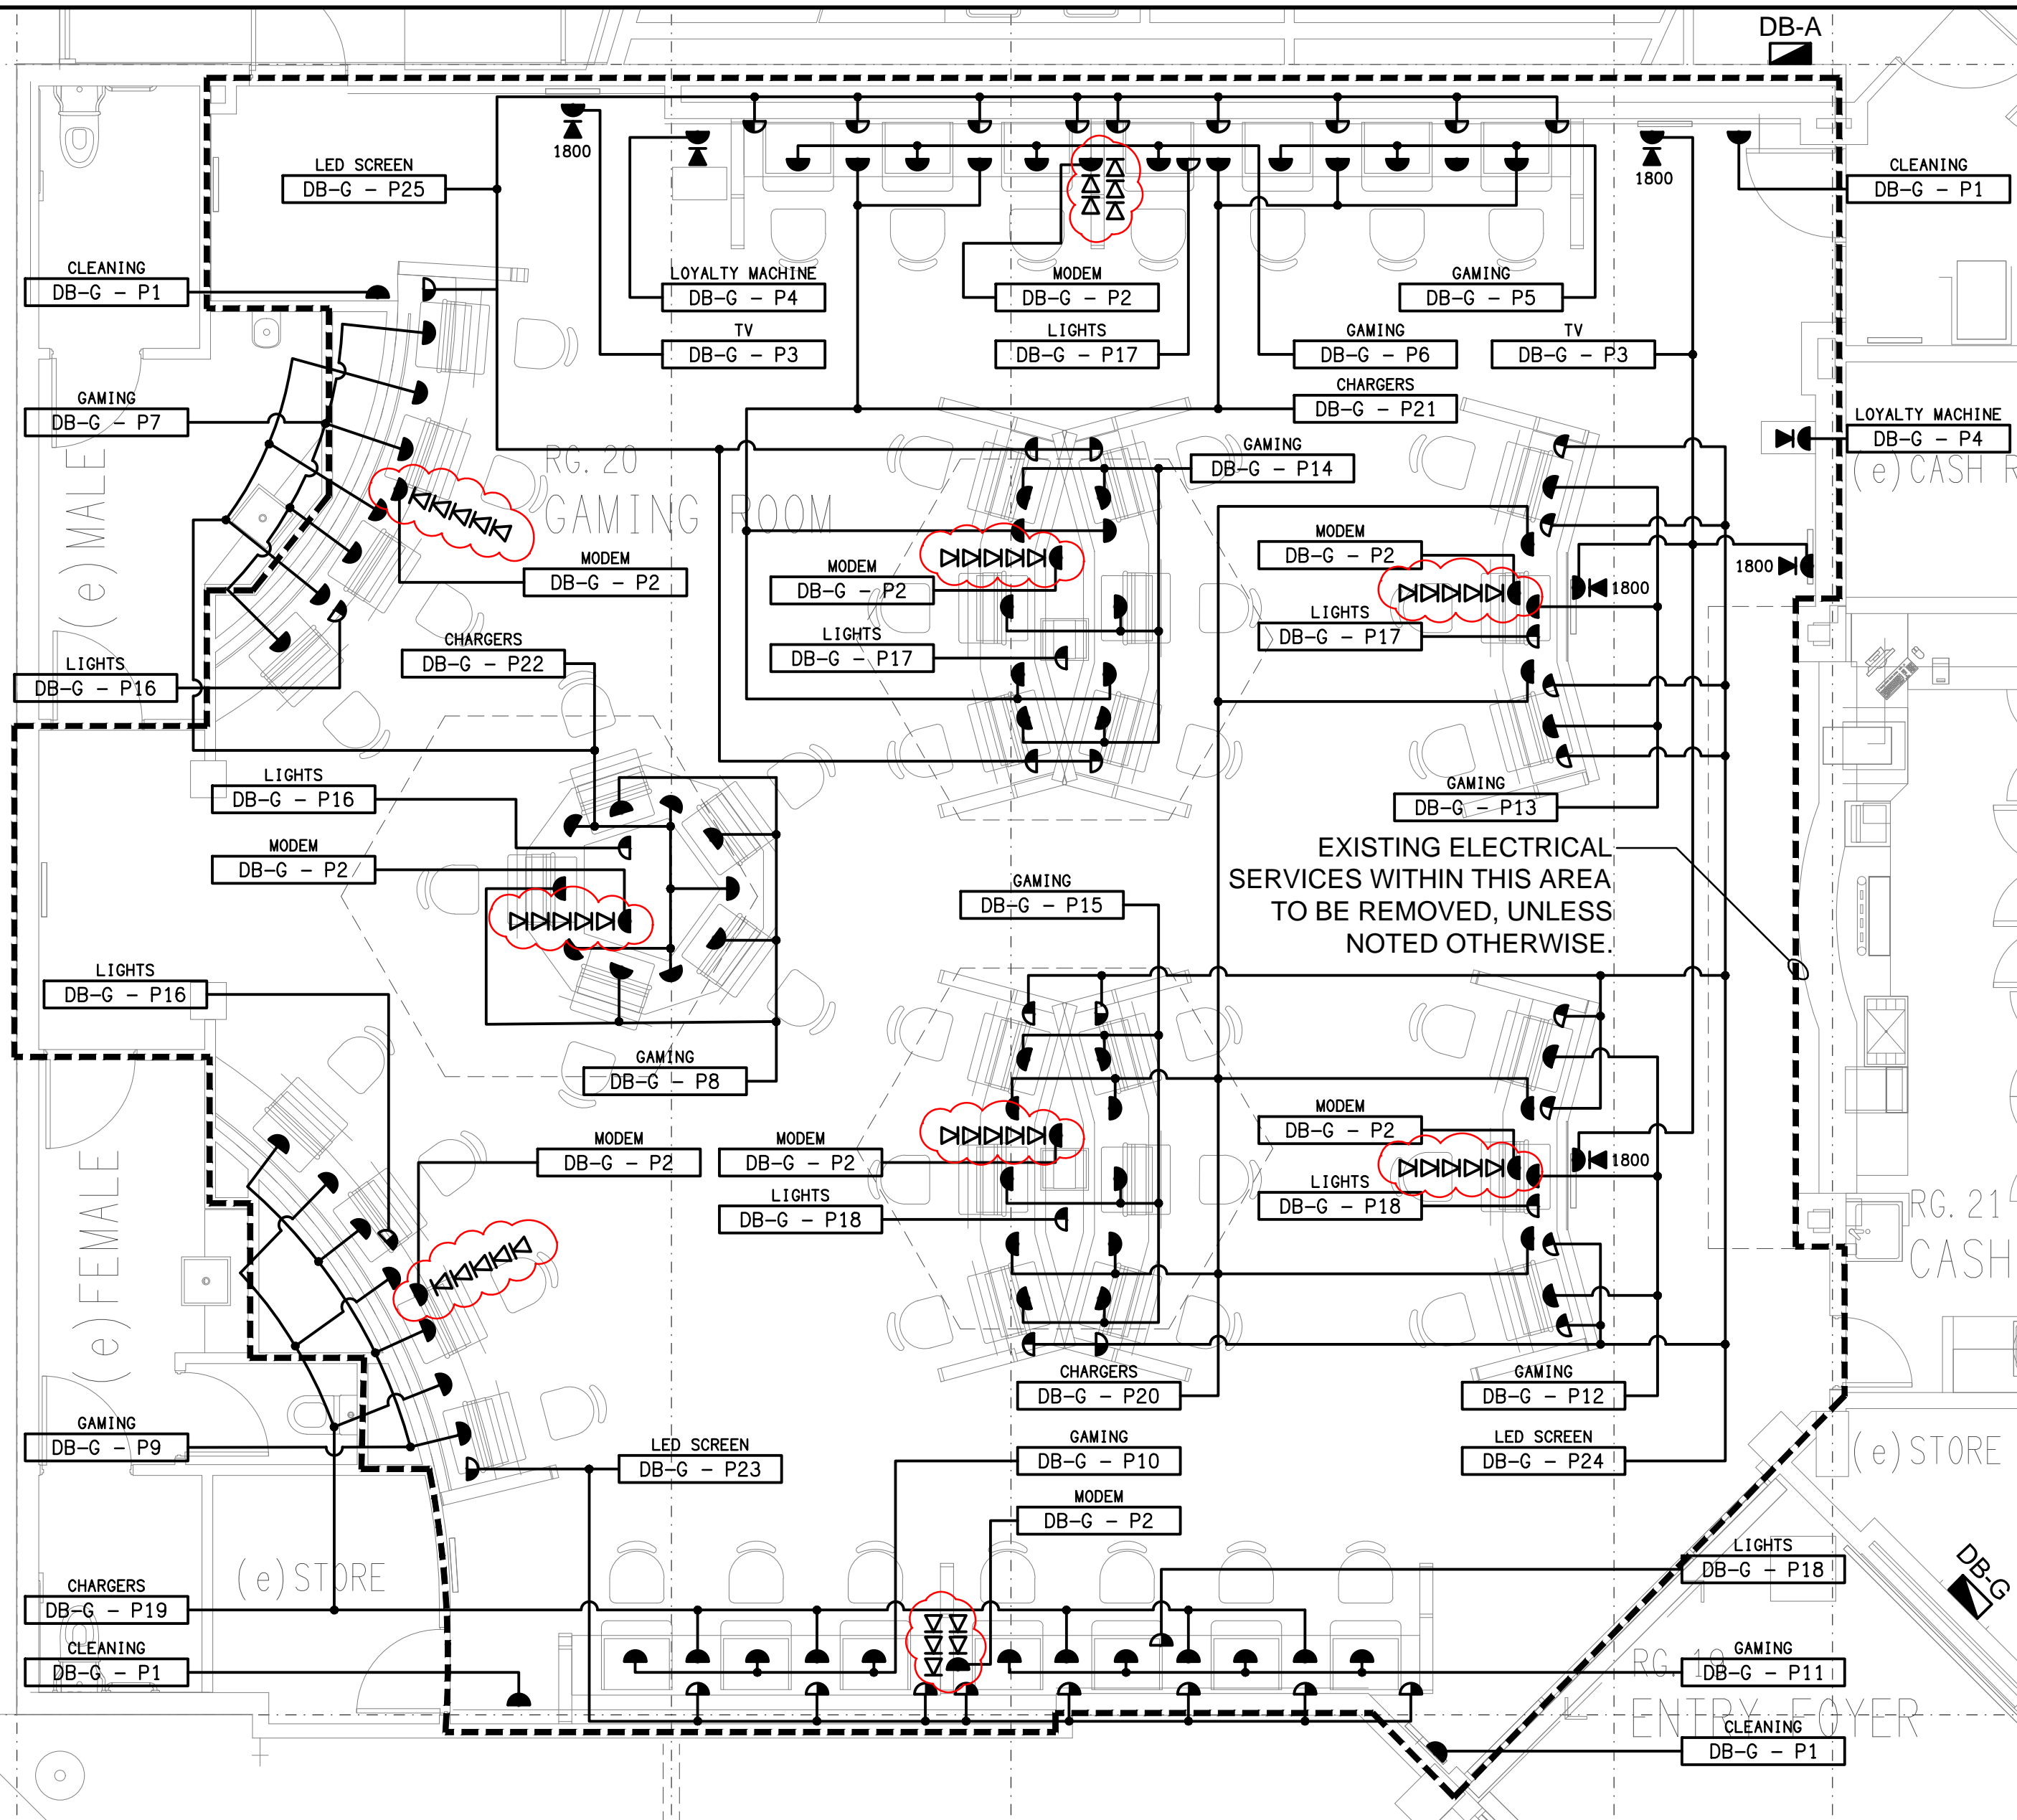 DB-A
1800
LED SCREEN
DB-G - P25
1800
CLEANING
DB-G - P1
CLEANING
DB-G - P1
LOYALTY MACHINE
DB-G - P4
MODEM
DB-G - P2
GAMING
DB-G - P5
TV
DB-G - P3
LIGHTS
DB-G - P17
GAMING
DB-G - P6
TV
DB-G - P3
GAMING
DB-G - P7
CHARGERS
DB-G - P21
LOYALTY MACHINE
DB-G - P4
(e) MALE
RG. 20
GAMING ROOM
GAMING
DB-G - P14
(e) CASH R
MODEM
DB-G - P2
MODEM
DB-G - P2
MODEM
DB-G - P2
1800
1800
LIGHTS
DB-G - P17
LIGHTS
DB-G - P17
CHARGERS
DB-G - P22
LIGHTS
DB-G - P16
LIGHTS
DB-G - P16
GAMING
DB-G - P13
MODEM
DB-G - P2
EXISTING ELECTRICAL
SERVICES WITHIN THIS AREA
TO BE REMOVED, UNLESS
NOTED OTHERWISE.
GAMING
DB-G - P15
LIGHTS
DB-G - P16
GAMING
DB-G - P8
(e) FEMALE
MODEM
DB-G - P2
MODEM
DB-G - P2
MODEM
DB-G - P2
1800
LIGHTS
DB-G - P18
LIGHTS
DB-G - P18
RG. 21
CASH
CHARGERS
DB-G - P20
GAMING
DB-G - P12
GAMING
DB-G - P9
LED SCREEN
DB-G - P23
GAMING
DB-G - P10
LED SCREEN
DB-G - P24
(e) STORE
MODEM
DB-G - P2
(e) STORE
LIGHTS
DB-G - P18
DB-G
CHARGERS
DB-G - P19
CLEANING
DB-G - P1
RG. 19
GAMING
DB-G - P11
ENTRY FOYER
CLEANING
DB-G - P1